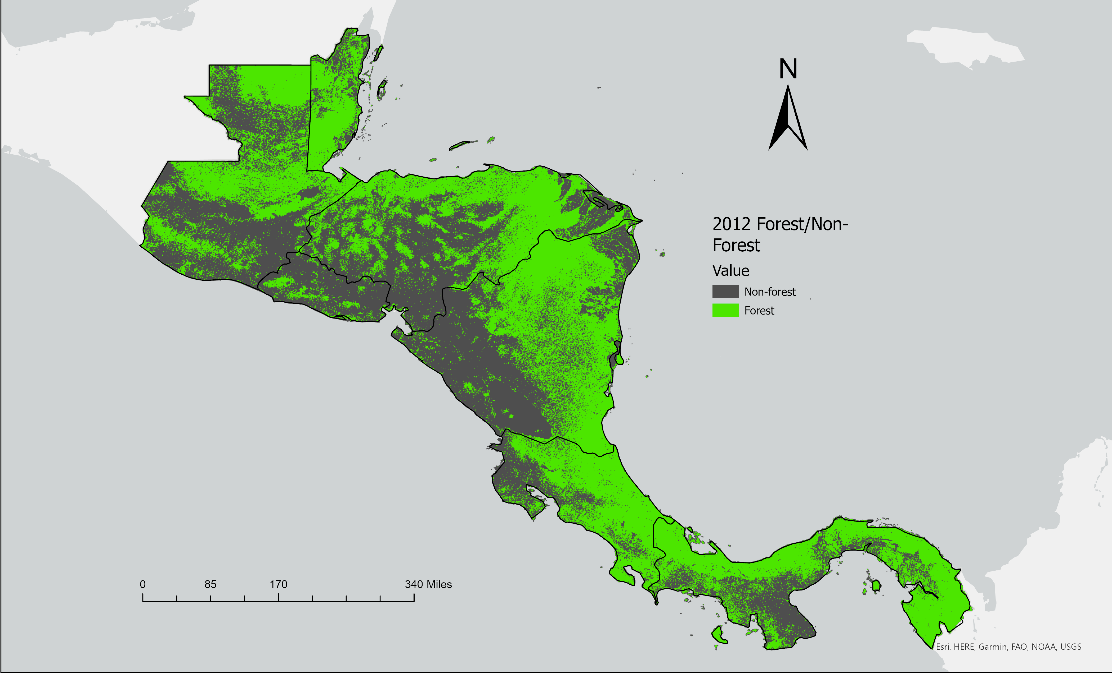 N
2012 Forest/Non-
Forest
Value
Non-forest
Forest
0 85 170 340 Miles
Esri, HERE, Garmin, FAO, NOAA, USGS